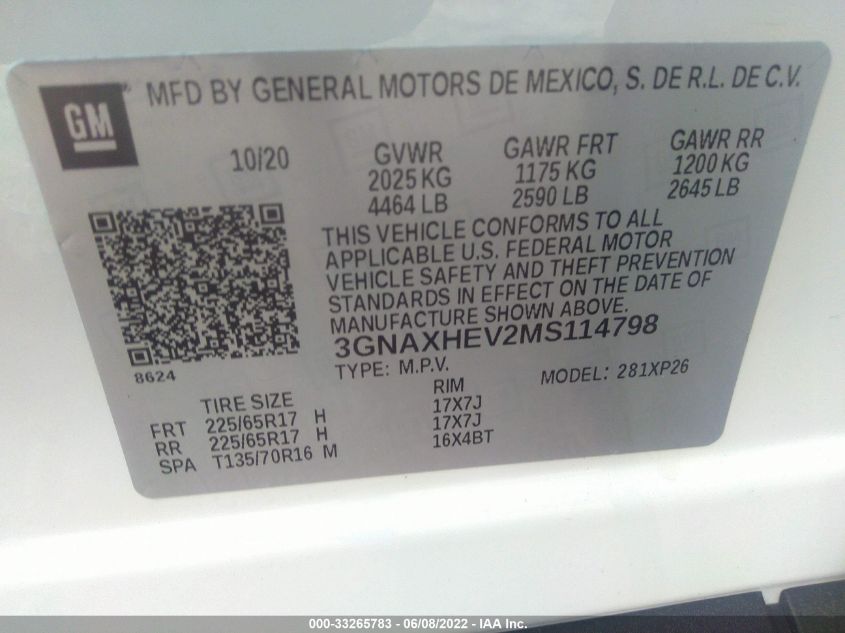 GM
MFD BY GENERAL MOTORS DE MEXICO, S. DE R.L. DE C.V.
10/20 GVWR GAWR FRT GAWR RR
2025 KG 1175 KG 1200 KG
4464 LB 2590 LB 2645 LB
THIS VEHICLE CONFORMS TO ALL
APPLICABLE U.S. FEDERAL MOTOR
VEHICLE SAFETY AND THEFT PREVENTION
STANDARDS IN EFFECT ON THE DATE OF
MANUFACTURE SHOWN ABOVE.
3GNAXHEV2MS114798
8624
TYPE: M.P.V. MODEL: 281XP26
TIRE SIZE RIM
FRT 225/65R17 H 17X7J
RR 225/65R17 H 17X7J
SPA T135/70R16 M 16X4BT
000-33265783 - 06/08/2022 - IAA Inc.